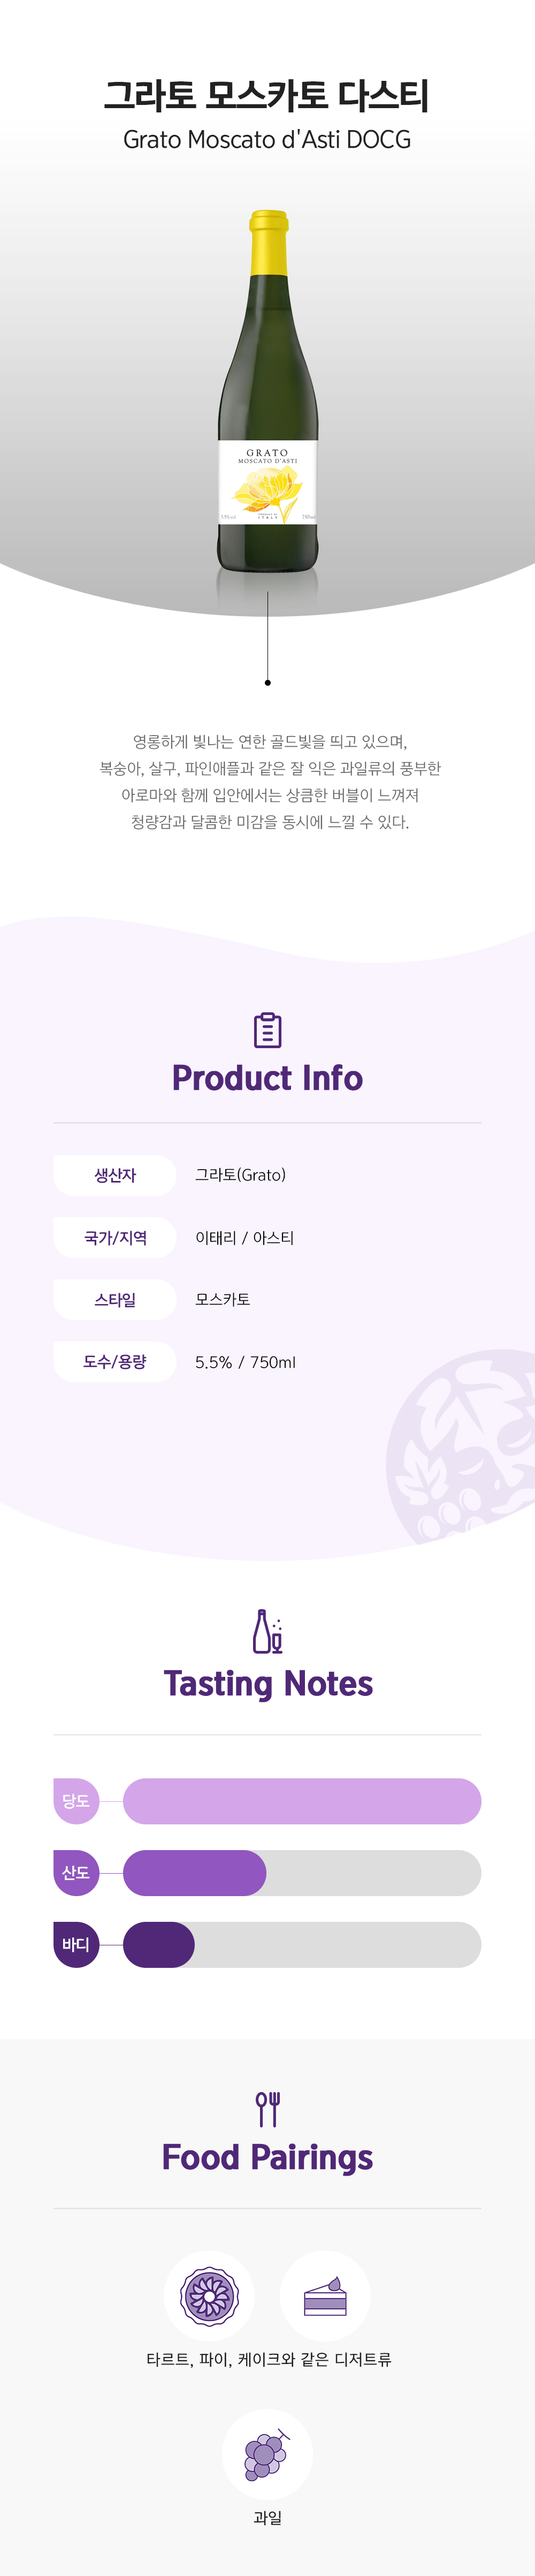 그라토 모스카토 다스티
Grato Moscato d'Asti DOCG
GRATO
MOSCATO D'ASTI
ITALY
750ml
영롱하게 빛나는 연한 골드빛을 띄고 있으며,
복숭아, 살구, 파인애플과 같은 잘 익은 과일류의 풍부한
아로마와 함께 입안에서는 상큼한 버블이 느껴져
청량감과 달콤한 미감을 동시에 느낄 수 있다.
Product Info
생산자 그라토(Grato)
국가/지역 이태리 / 아스티
스타일 모스카토
도수/용량 5.5% / 750ml
Tasting Notes
당도
산도
바디
Food Pairings
타르트, 파이, 케이크와 같은 디저트류
과일